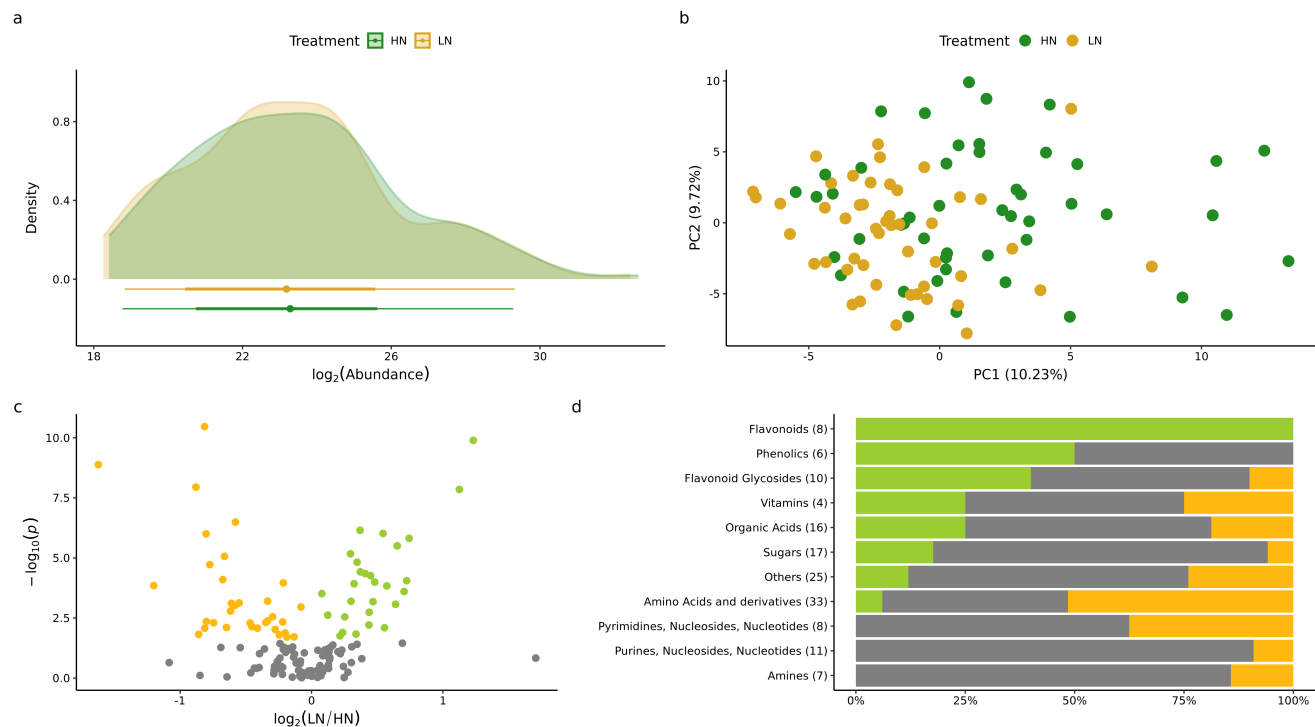 a
Treatment HN LN
Density
0.8
0.4
0.0
18 22 26 30
log2(Abundance)
b
Treatment HN LN
PC2 (9.72%)
10
5
0
-5
-5 0 5 10
PC1 (10.23%)
c
−log10(p)
10.0
7.5
5.0
2.5
0.0
-1 0 1
log2(LN/HN)
d
Flavonoids (8)
Phenolics (6)
Flavonoid Glycosides (10)
Vitamins (4)
Organic Acids (16)
Sugars (17)
Others (25)
Amino Acids and derivatives (33)
Pyrimidines, Nucleosides, Nucleotides (8)
Purines, Nucleosides, Nucleotides (11)
Amines (7)
0% 25% 50% 75% 100%